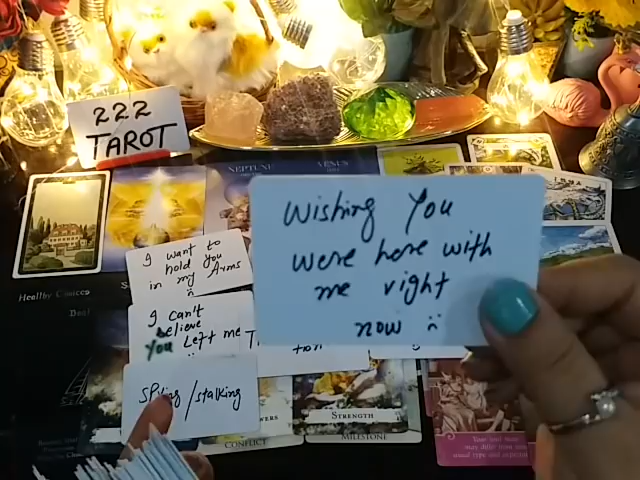 222
TAROT
NEPTUNE
VENUS
Wishing You
were here with
me right
now
I want to
hold you
in my Arms
Healthy Choices
I can't
believe
You Left me
tion
/stalking
STRENGTH
CONFLICT
MILESTONE